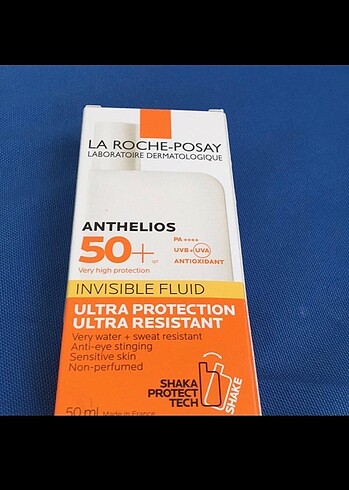 LA ROCHE-POSAY
LABORATOIRE DERMATOLOGIQUE
ANTHELIOS
50+
SPF
Very high protection
PA ++++
UVB+UVA
ANTIOXIDANT
INVISIBLE FLUID
ULTRA PROTECTION
ULTRA RESISTANT
Very water + sweat resistant
Anti-eye stinging
Sensitive skin
Non-perfumed
SHAKA
PROTECT
TECH
SHAKE
50 ml Made in France